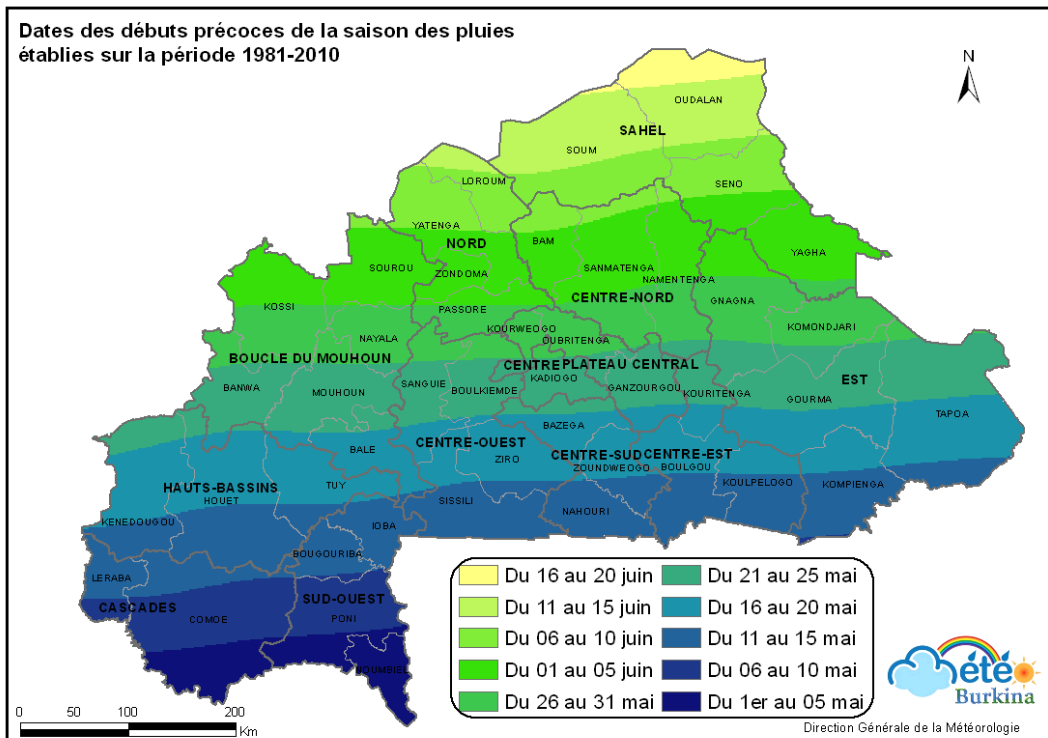 Dates des débuts précoces de la saison des pluies
établies sur la période 1981-2010
N
OUDALAN
SAHEL
SOUM
LOROUM
SENO
YATENGA
NORD
BAM
YAGHA
SOUROU
ZONDOMA
SANMATENGA
NAMENTENGA
CENTRE-NORD
GNAGNA
KOSSI
PASSORE
KOMONDJARI
KOURWEOGO
NAYALA
OUBRITENGA
BOUCLE DU MOUHOUN
CENTRE
PLATEAU CENTRAL
KADIOGO
EST
BANWA
MOUHOUN
SANGUIE
BOULKIEMDE
GANZOURGOU
KOURITENGA
GOURMA
TAPOA
BAZEGA
CENTRE-OUEST
BALE
CENTRE-SUD
CENTRE-EST
ZIRO
ZOUNDWEOGO
BOULGOU
HAUTS-BASSINS
HOUET
TUY
SISSILI
KOULPELOGO
KOMPIENGA
NAHOURI
KENEDOUGOU
IOBA
BOUGOURIBA
LERABA
CASCADES
SUD-OUEST
COMOE
PONI
NOUMBIEL
Du 16 au 20 juin
Du 11 au 15 juin
Du 06 au 10 juin
Du 01 au 05 juin
Du 26 au 31 mai
Du 21 au 25 mai
Du 16 au 20 mai
Du 11 au 15 mai
Du 06 au 10 mai
Du 1er au 05 mai
0 50 100 200
Km
Météo
Burkina
Direction Générale de la Météorologie